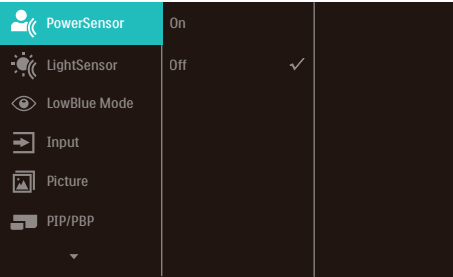 PowerSensor
On
LightSensor
Off
LowBlue Mode
Input
Picture
PIP/PBP